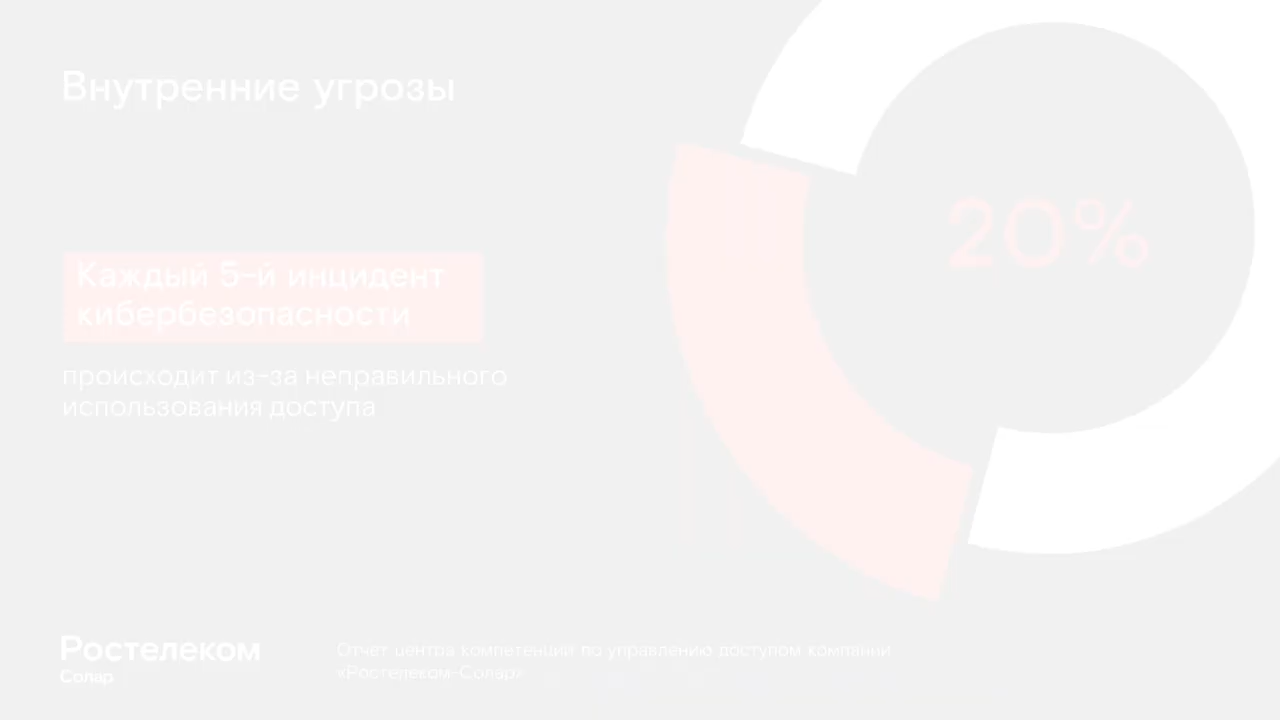 Внутренние угрозы
20%
Каждый 5-й инцидент
кибербезопасности
происходит из-за неправильного
использования доступа
Ростелеком
Солар
Отчет центра компетенций по управлению доступом компании
«Ростелеком-Солар»